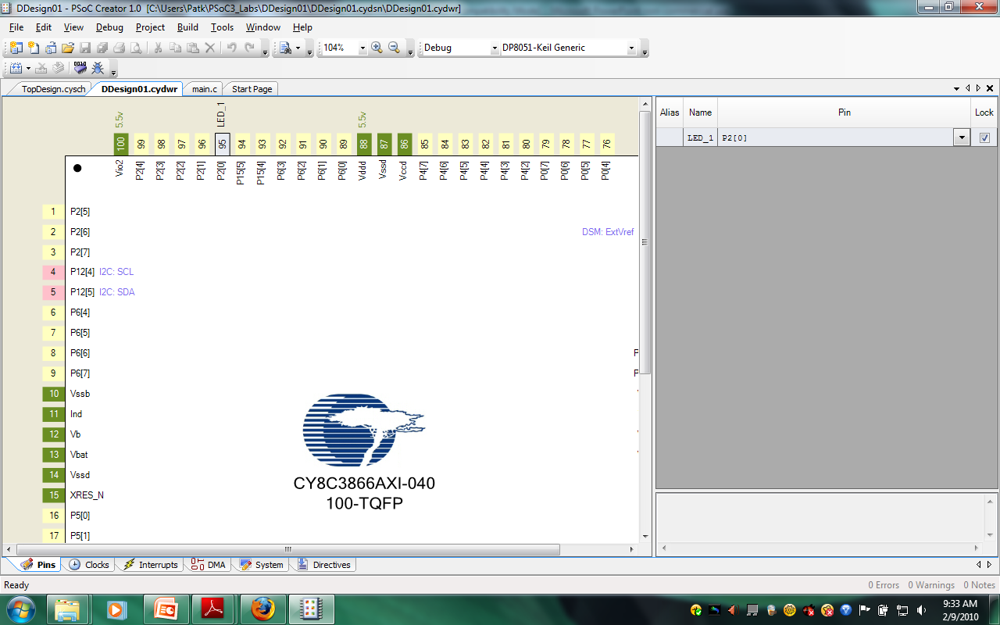 DDesign01 - PSoC Creator 1.0 [C:\Users\Patk\PSoC3_Labs\DDesign01\DDesign01.cydsn\DDesign01.cydwr]
File Edit View Debug Project Build Tools Window Help
104% Debug DP8051-Keil Generic
TopDesign.cysch DDesign01.cydwr main.c Start Page
5.5v LED_1 5.5v
100 99 98 97 96 95 94 93 92 91 90 89 88 87 86 85 84 83 82 81 80 79 78 77 76
Vio2 P2[4] P2[3] P2[2] P2[1] P2[0] P15[5] P15[4] P6[3] P6[2] P6[1] P6[0] Vddd Vssd Vccd P4[7] P4[6] P4[5] P4[4] P4[3] P4[2] P0[7] P0[6] P0[5] P0[4]
1 P2[5]
2 P2[6] DSM: ExtVref
3 P2[7]
4 P12[4] I2C: SCL
5 P12[5] I2C: SDA
6 P6[4]
7 P6[5]
8 P6[6] P
9 P6[7] P
10 Vssb
11 Ind
12 Vb
13 Vbat
14 Vssd
15 XRES_N
16 P5[0]
17 P5[1]
CY8C3866AXI-040
100-TQFP
Alias Name Pin Lock
LED_1 P2[0]
Pins Clocks Interrupts DMA System Directives
Ready 0 Errors 0 Warnings 0 Notes
9:33 AM
2/9/2010